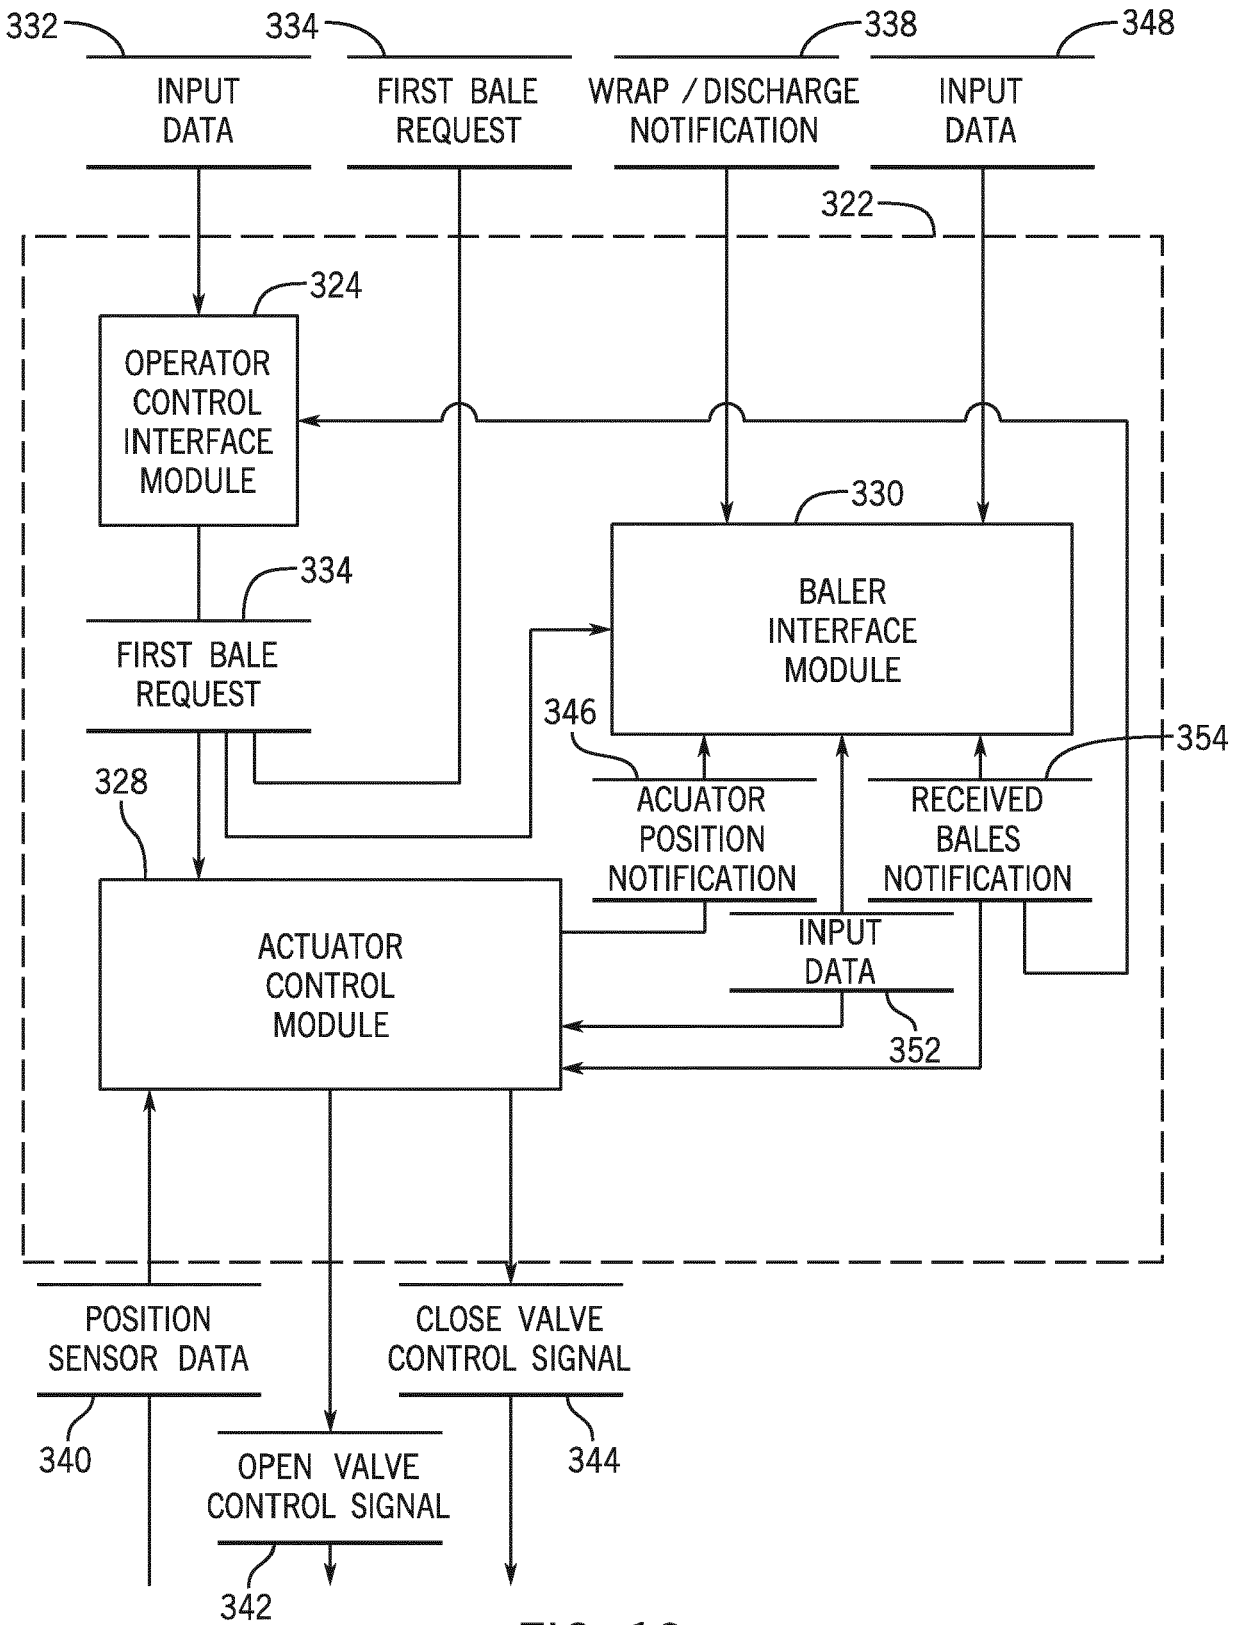 332
334
338
348
INPUT
DATA
FIRST BALE
REQUEST
WRAP / DISCHARGE
NOTIFICATION
INPUT
DATA
322
324
OPERATOR
CONTROL
INTERFACE
MODULE
330
BALER
INTERFACE
MODULE
334
FIRST BALE
REQUEST
346
354
328
ACUATOR
POSITION
NOTIFICATION
RECEIVED
BALES
NOTIFICATION
INPUT
DATA
352
ACTUATOR
CONTROL
MODULE
POSITION
SENSOR DATA
CLOSE VALVE
CONTROL SIGNAL
340
344
OPEN VALVE
CONTROL SIGNAL
342